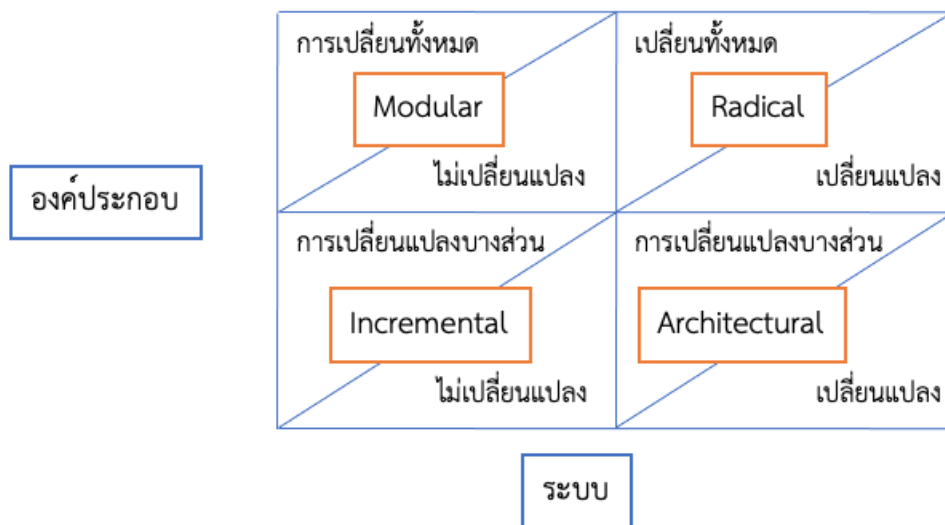 การเปลี่ยนทั้งหมด
Modular
ไม่เปลี่ยนแปลง
เปลี่ยนทั้งหมด
Radical
เปลี่ยนแปลง
องค์ประกอบ
การเปลี่ยนแปลงบางส่วน
Incremental
ไม่เปลี่ยนแปลง
การเปลี่ยนแปลงบางส่วน
Architectural
เปลี่ยนแปลง
ระบบ